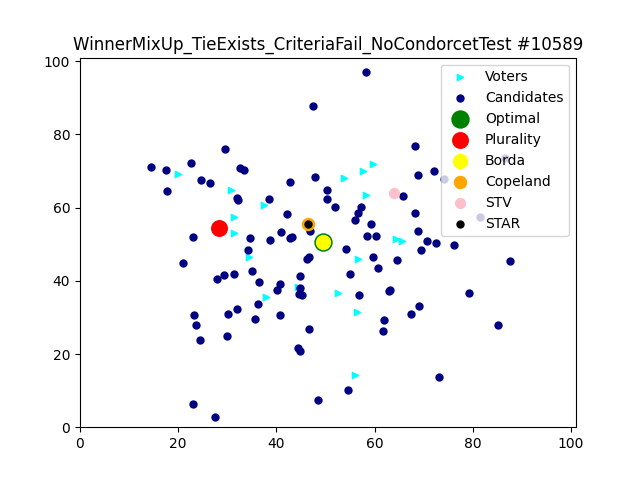 WinnerMixUp_TieExists_CriteriaFail_NoCondorcetTest #10589
100
80
60
40
20
0
0 20 40 60 80 100
Voters
Candidates
Optimal
Plurality
Borda
Copeland
STV
STAR